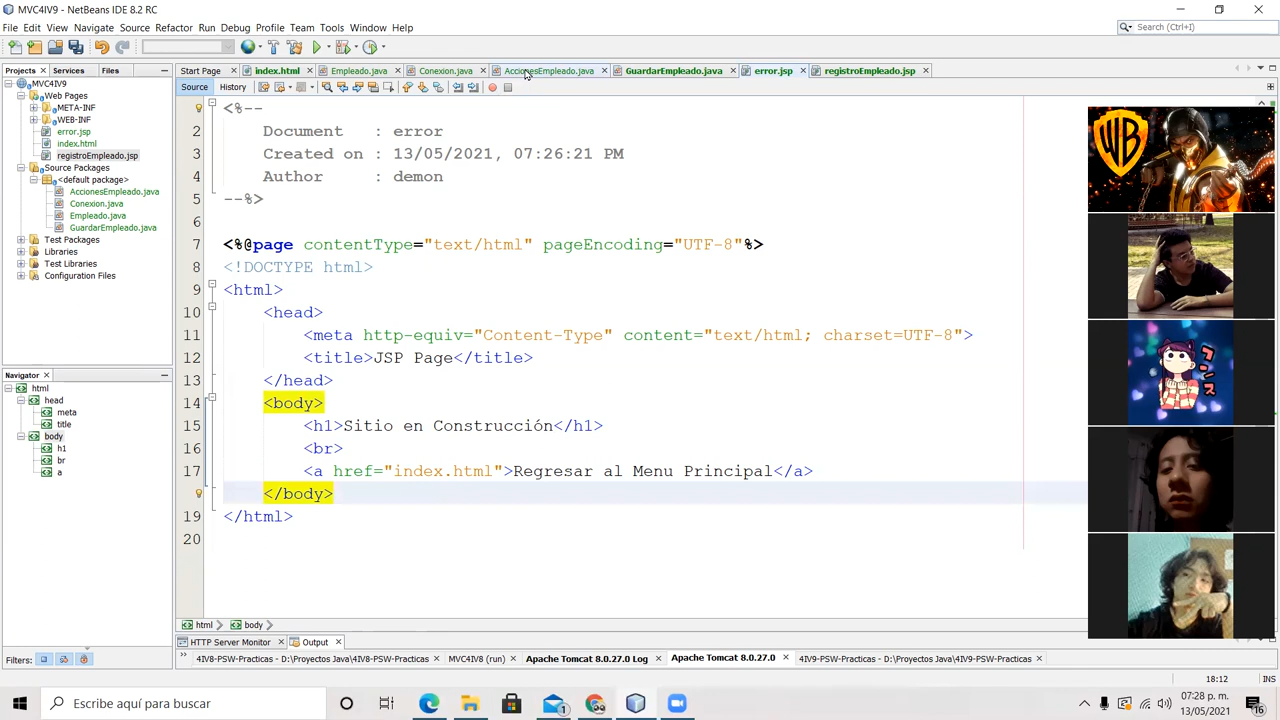 MVC4IV9 - NetBeans IDE 8.2 RC
File Edit View Navigate Source Refactor Run Debug Profile Team Tools Window Help
Search (Ctrl+I)
Projects Services Files
Start Page index.html Empleado.java Conexion.java AccionesEmpleado.java GuardarEmpleado.java error.jsp registroEmpleado.jsp
MVC4IV9
Web Pages
META-INF
WEB-INF
error.jsp
index.html
registroEmpleado.jsp
Source Packages
<default package>
AccionesEmpleado.java
Conexion.java
Empleado.java
GuardarEmpleado.java
Test Packages
Libraries
Test Libraries
Configuration Files
Source History
<%--
2 Document : error
3 Created on : 13/05/2021, 07:26:21 PM
4 Author : demon
5 --%>
6
7 <%@page contentType="text/html" pageEncoding="UTF-8"%>
8 <!DOCTYPE html>
9 <html>
10 <head>
11 <meta http-equiv="Content-Type" content="text/html; charset=UTF-8">
12 <title>JSP Page</title>
13 </head>
14 <body>
15 <h1>Sitio en Construcción</h1>
16 <br>
17 <a href="index.html">Regresar al Menu Principal</a>
</body>
19 </html>
20
WB
クンス
Navigator
html
head
meta
title
body
h1
br
a
Filters:
html body
HTTP Server Monitor Output
4IV8-PSW-Practicas - D:\Proyectos Java\4IV8-PSW-Practicas MVC4IV8 (run) Apache Tomcat 8.0.27.0 Log Apache Tomcat 8.0.27.0 4IV9-PSW-Practicas - D:\Proyectos Java\4IV9-PSW-Practicas
18:12 INS
Escribe aquí para buscar
1
07:28 p. m.
13/05/2021
16